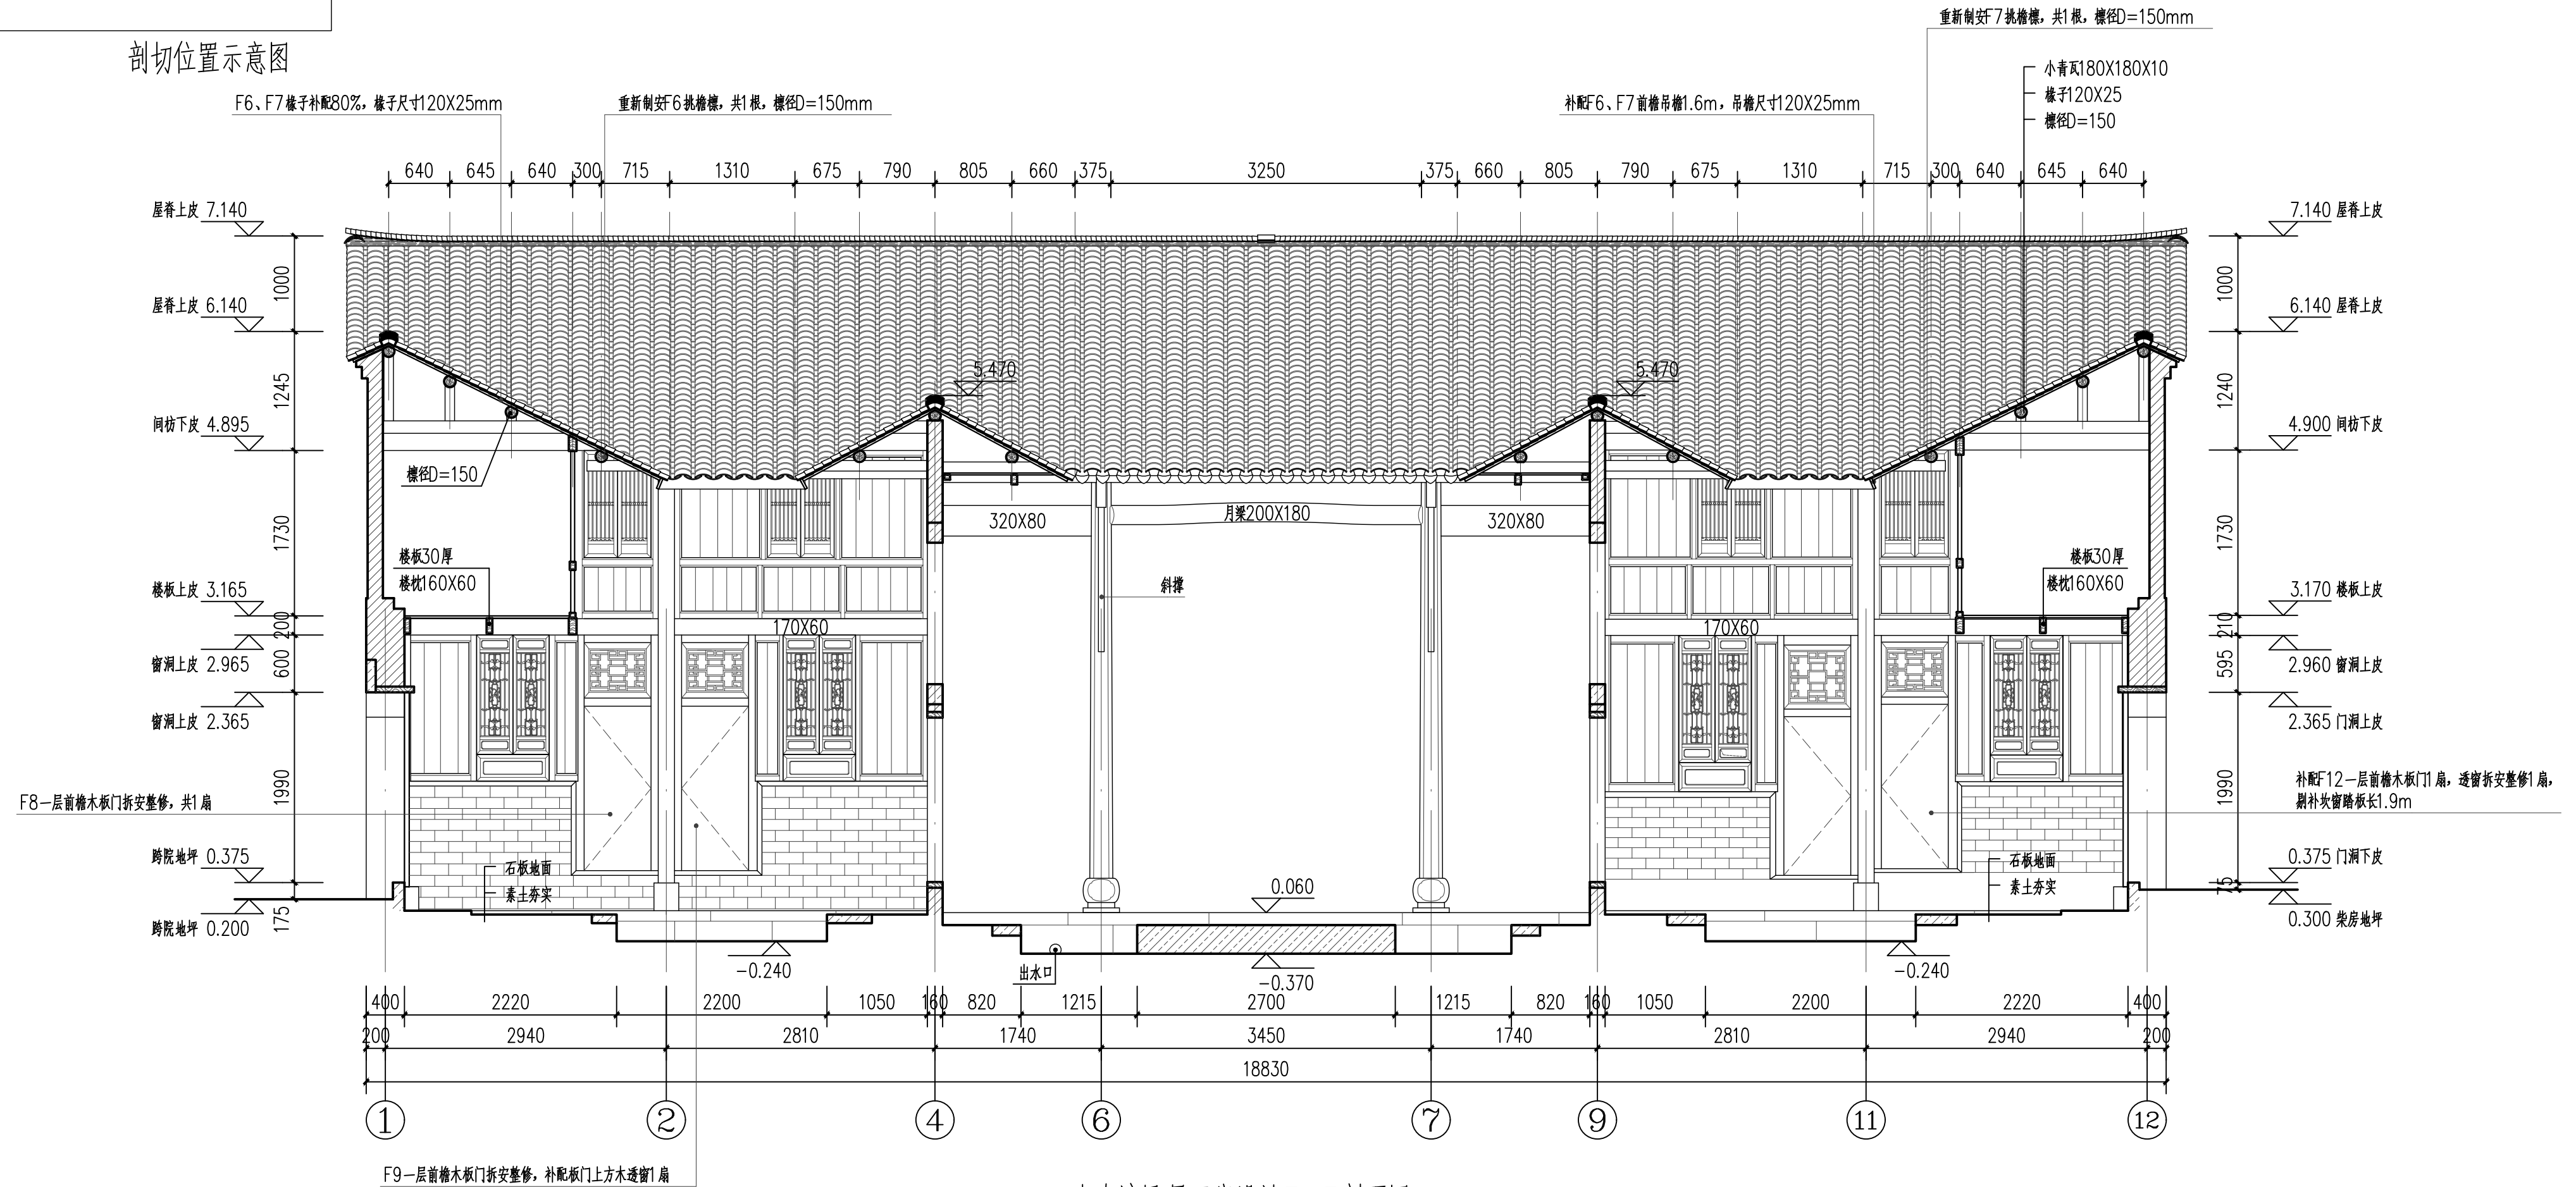 重新制安F7挑檐檩，共1根，檩径D=150mm
剖切位置示意图
小青瓦180X180X10
椽子120X25
檩径D=150
F6、F7椽子补配80%，椽子尺寸120X25mm
重新制安F6挑檐檩，共1根，檩径D=150mm
补配F6、F7前檐吊檐1.6m，吊檐尺寸120X25mm
640 645 640 300 715 1310 675 790 805 660 375 3250 375 660 805 790 675 1310 715 300 640 645 640
屋脊上皮 7.140
7.140 屋脊上皮
1000
1000
屋脊上皮 6.140
6.140 屋脊上皮
5.470
5.470
1245
1240
间枋下皮 4.895
4.900 间枋下皮
檩径D=150
320X80
月梁200X180
320X80
1730
1730
楼板30厚
楼枕160X60
楼板30厚
楼枕160X60
斜撑
楼板上皮 3.165
3.170 楼板上皮
200
170X60
170X60
210
窗洞上皮 2.965
2.960 窗洞上皮
600
595
窗洞上皮 2.365
2.365 门洞上皮
1990
1990
F8一层前檐木板门拆安整修，共1扇
补配F12一层前檐木板门1扇，透窗拆安整修1扇，
剔补坎窗踏板长1.9m
跨院地坪 0.375
0.375 门洞下皮
石板地面
素土夯实
石板地面
素土夯实
0.060
175
75
跨院地坪 0.200
0.300 柴房地坪
-0.240
出水口
-0.370
-0.240
400 2220 2200 1050 160 820 1215 2700 1215 820 160 1050 2200 2220 400
200 2940 2810 1740 3450 1740 2810 2940 200
18830
1 2 4 6 7 9 11 12
F9一层前檐木板门拆安整修，补配板门上方木透窗1扇